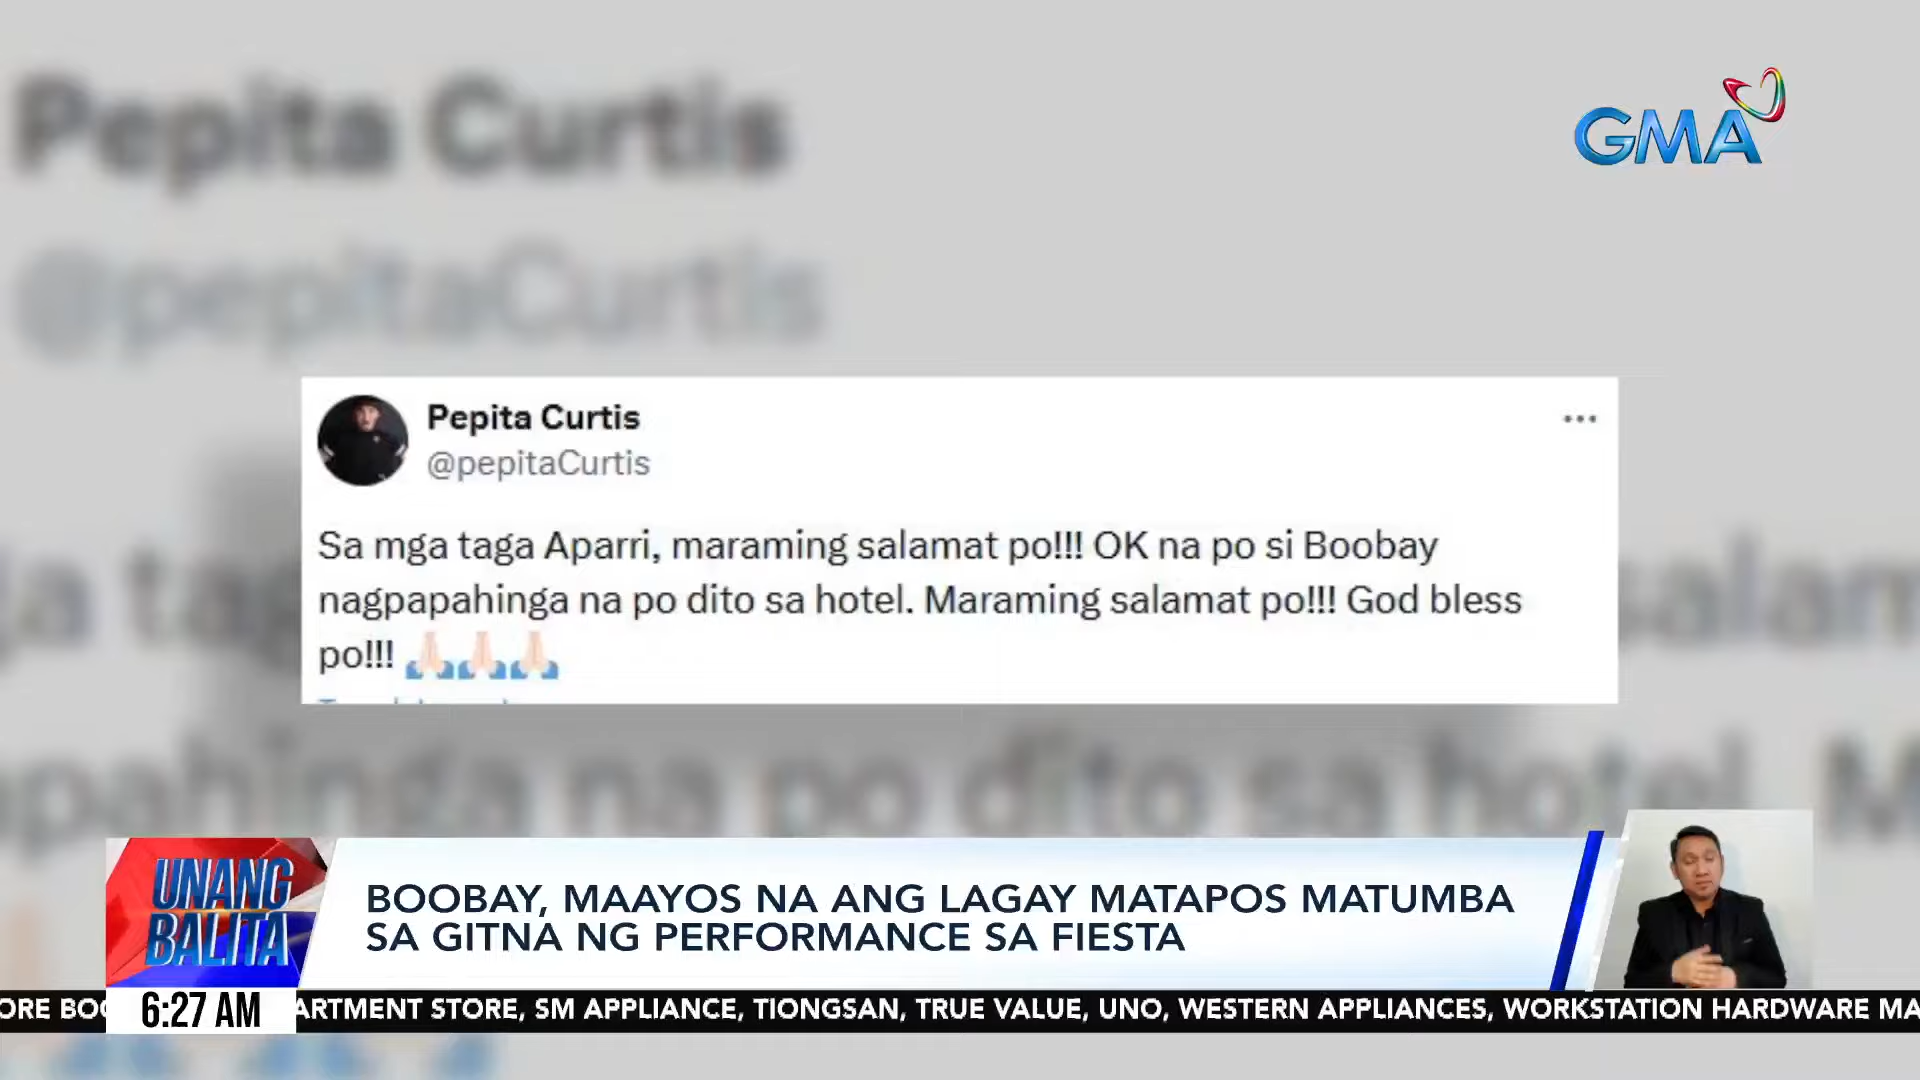 Pepita Curtis
@pepitaCurtis
GMA
Pepita Curtis
@pepitaCurtis
Sa mga taga Aparri, maraming salamat po!!! OK na po si Boobay
nagpapahinga na po dito sa hotel. Maraming salamat po!!! God bless
po!!! 🙏🏻🙏🏻🙏🏻
UNANG
BALITA
BOOBAY, MAAYOS NA ANG LAGAY MATAPOS MATUMBA
SA GITNA NG PERFORMANCE SA FIESTA
6:27 AM
STORE, SM APPLIANCE, TIONGSAN, TRUE VALUE, UNO, WESTERN APPLIANCES, WORKSTATION HARDWARE